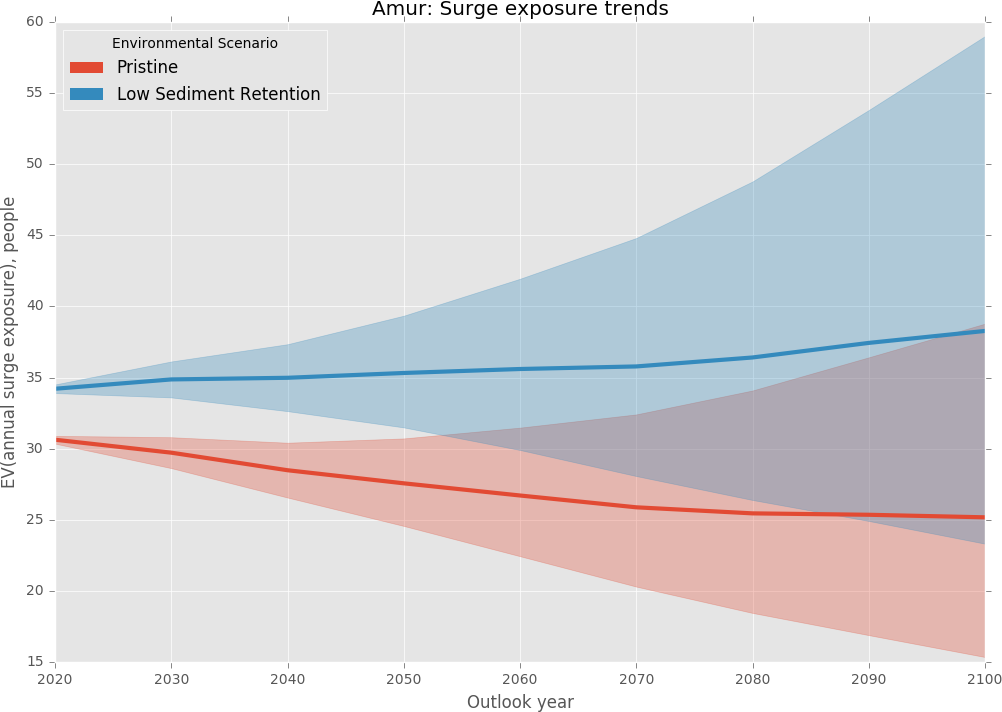 Amur: Surge exposure trends
Environmental Scenario
Pristine
Low Sediment Retention
EV(annual surge exposure), people
60
55
50
45
40
35
30
25
20
15
2020 2030 2040 2050 2060 2070 2080 2090 2100
Outlook year